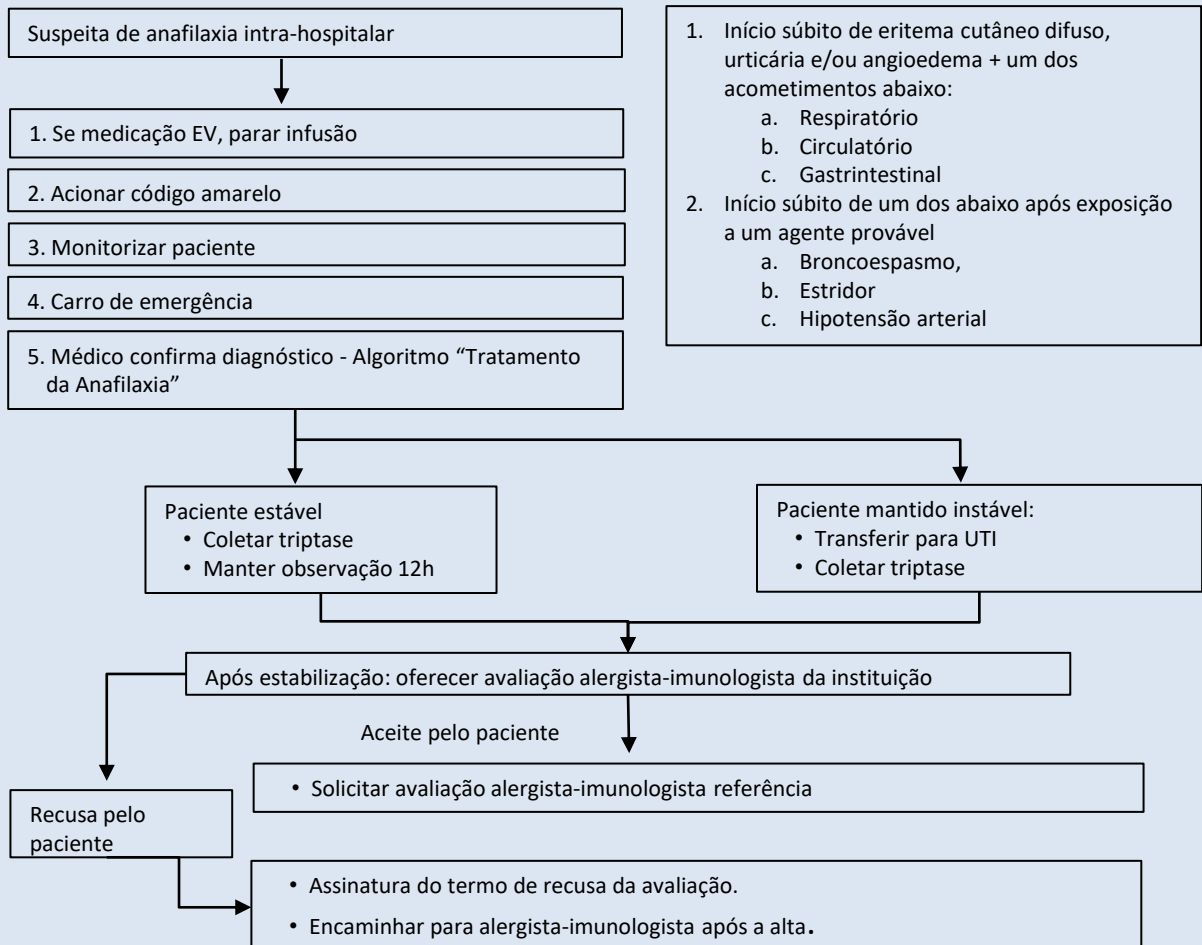 Suspeita de anafilaxia intra-hospitalar
1. Se medicação EV, parar infusão
2. Acionar código amarelo
3. Monitorizar paciente
4. Carro de emergência
5. Médico confirma diagnóstico - Algoritmo “Tratamento
da Anafilaxia”
1. Início súbito de eritema cutâneo difuso,
urticária e/ou angioedema + um dos
acometimentos abaixo:
a. Respiratório
b. Circulatório
c. Gastrintestinal
2. Início súbito de um dos abaixo após exposição
a um agente provável
a. Broncoespasmo,
b. Estridor
c. Hipotensão arterial
Paciente estável
• Coletar triptase
• Manter observação 12h
Paciente mantido instável:
• Transferir para UTI
• Coletar triptase
Após estabilização: oferecer avaliação alergista-imunologista da instituição
Aceite pelo paciente
• Solicitar avaliação alergista-imunologista referência
Recusa pelo
paciente
• Assinatura do termo de recusa da avaliação.
• Encaminhar para alergista-imunologista após a alta.